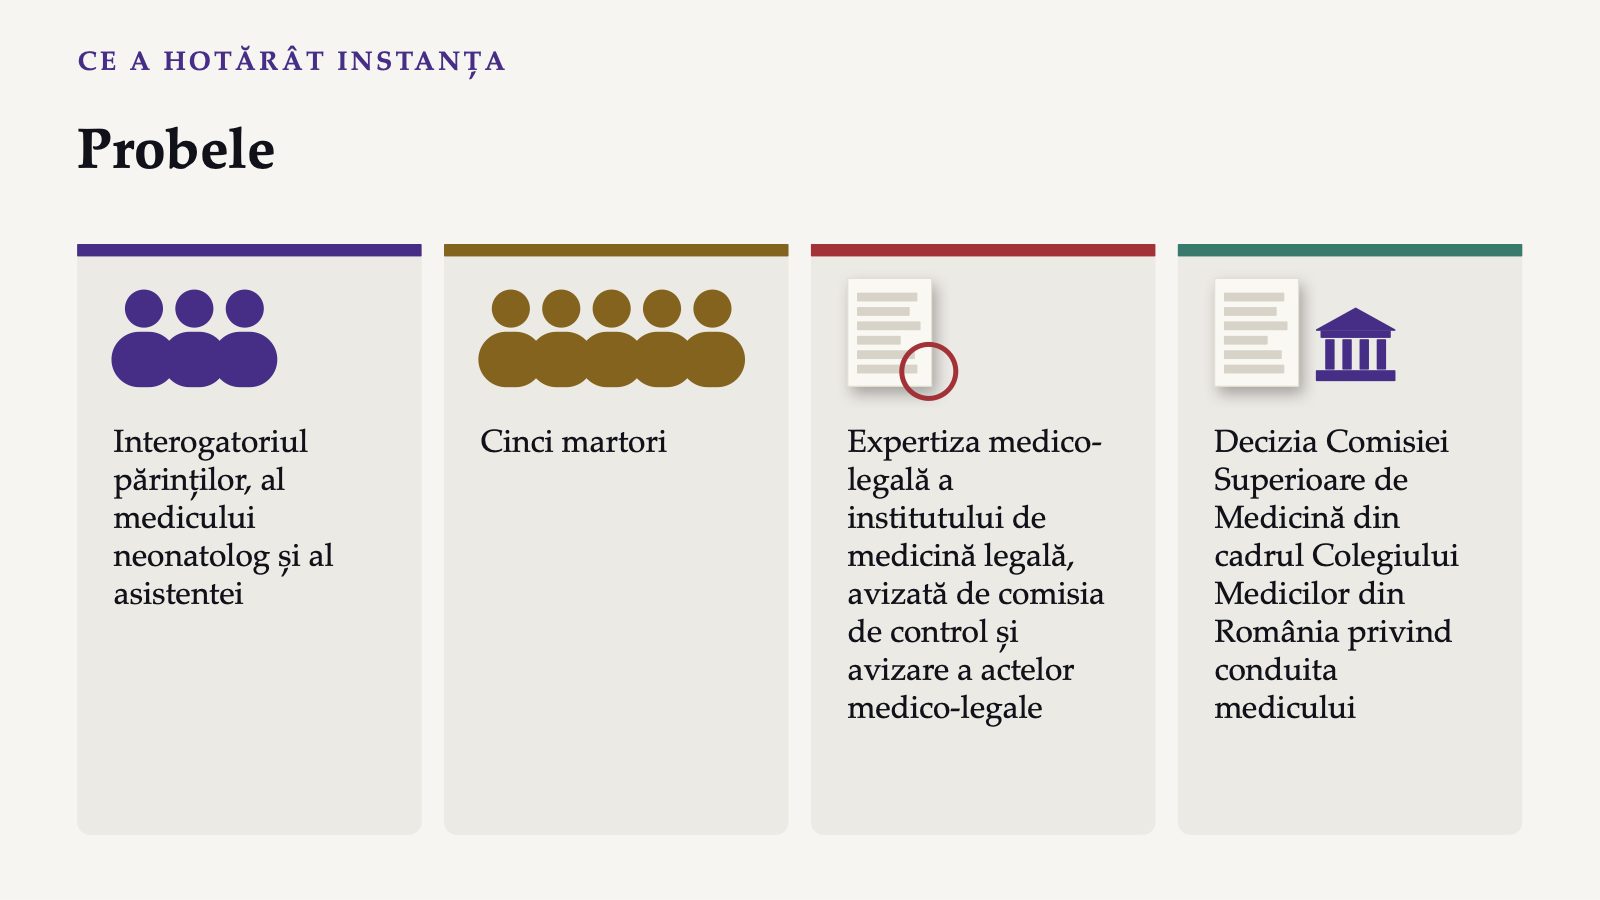 CE A HOTĂRÂT INSTANȚA
Probele
Interogatoriul
părinților, al
medicului
neonatolog și al
asistentei
Cinci martori
Expertiza medico-
legală a
institutului de
medicină legală,
avizată de comisia
de control și
avizare a actelor
medico-legale
Decizia Comisiei
Superioare de
Medicină din
cadrul Colegiului
Medicilor din
România privind
conduita
medicului